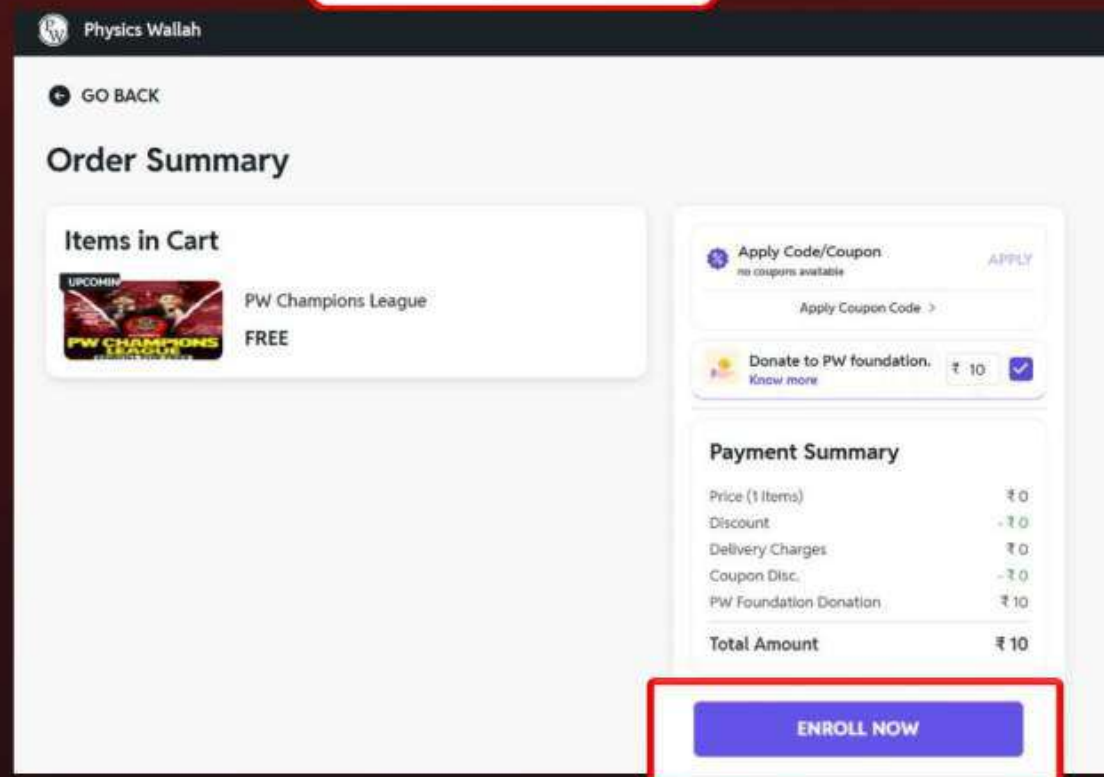 Physics Wallah
GO BACK
Order Summary
Items in Cart
UPCOMIN
PW CHAMPIONS
LEAGUE
PW Champions League
FREE
Apply Code/Coupon
no coupons available
APPLY
Apply Coupon Code >
Donate to PW foundation.
Know more
₹ 10
Payment Summary
Price (1 Items) ₹ 0
Discount - ₹ 0
Delivery Charges ₹ 0
Coupon Disc. - ₹ 0
PW Foundation Donation ₹ 10
Total Amount ₹ 10
ENROLL NOW